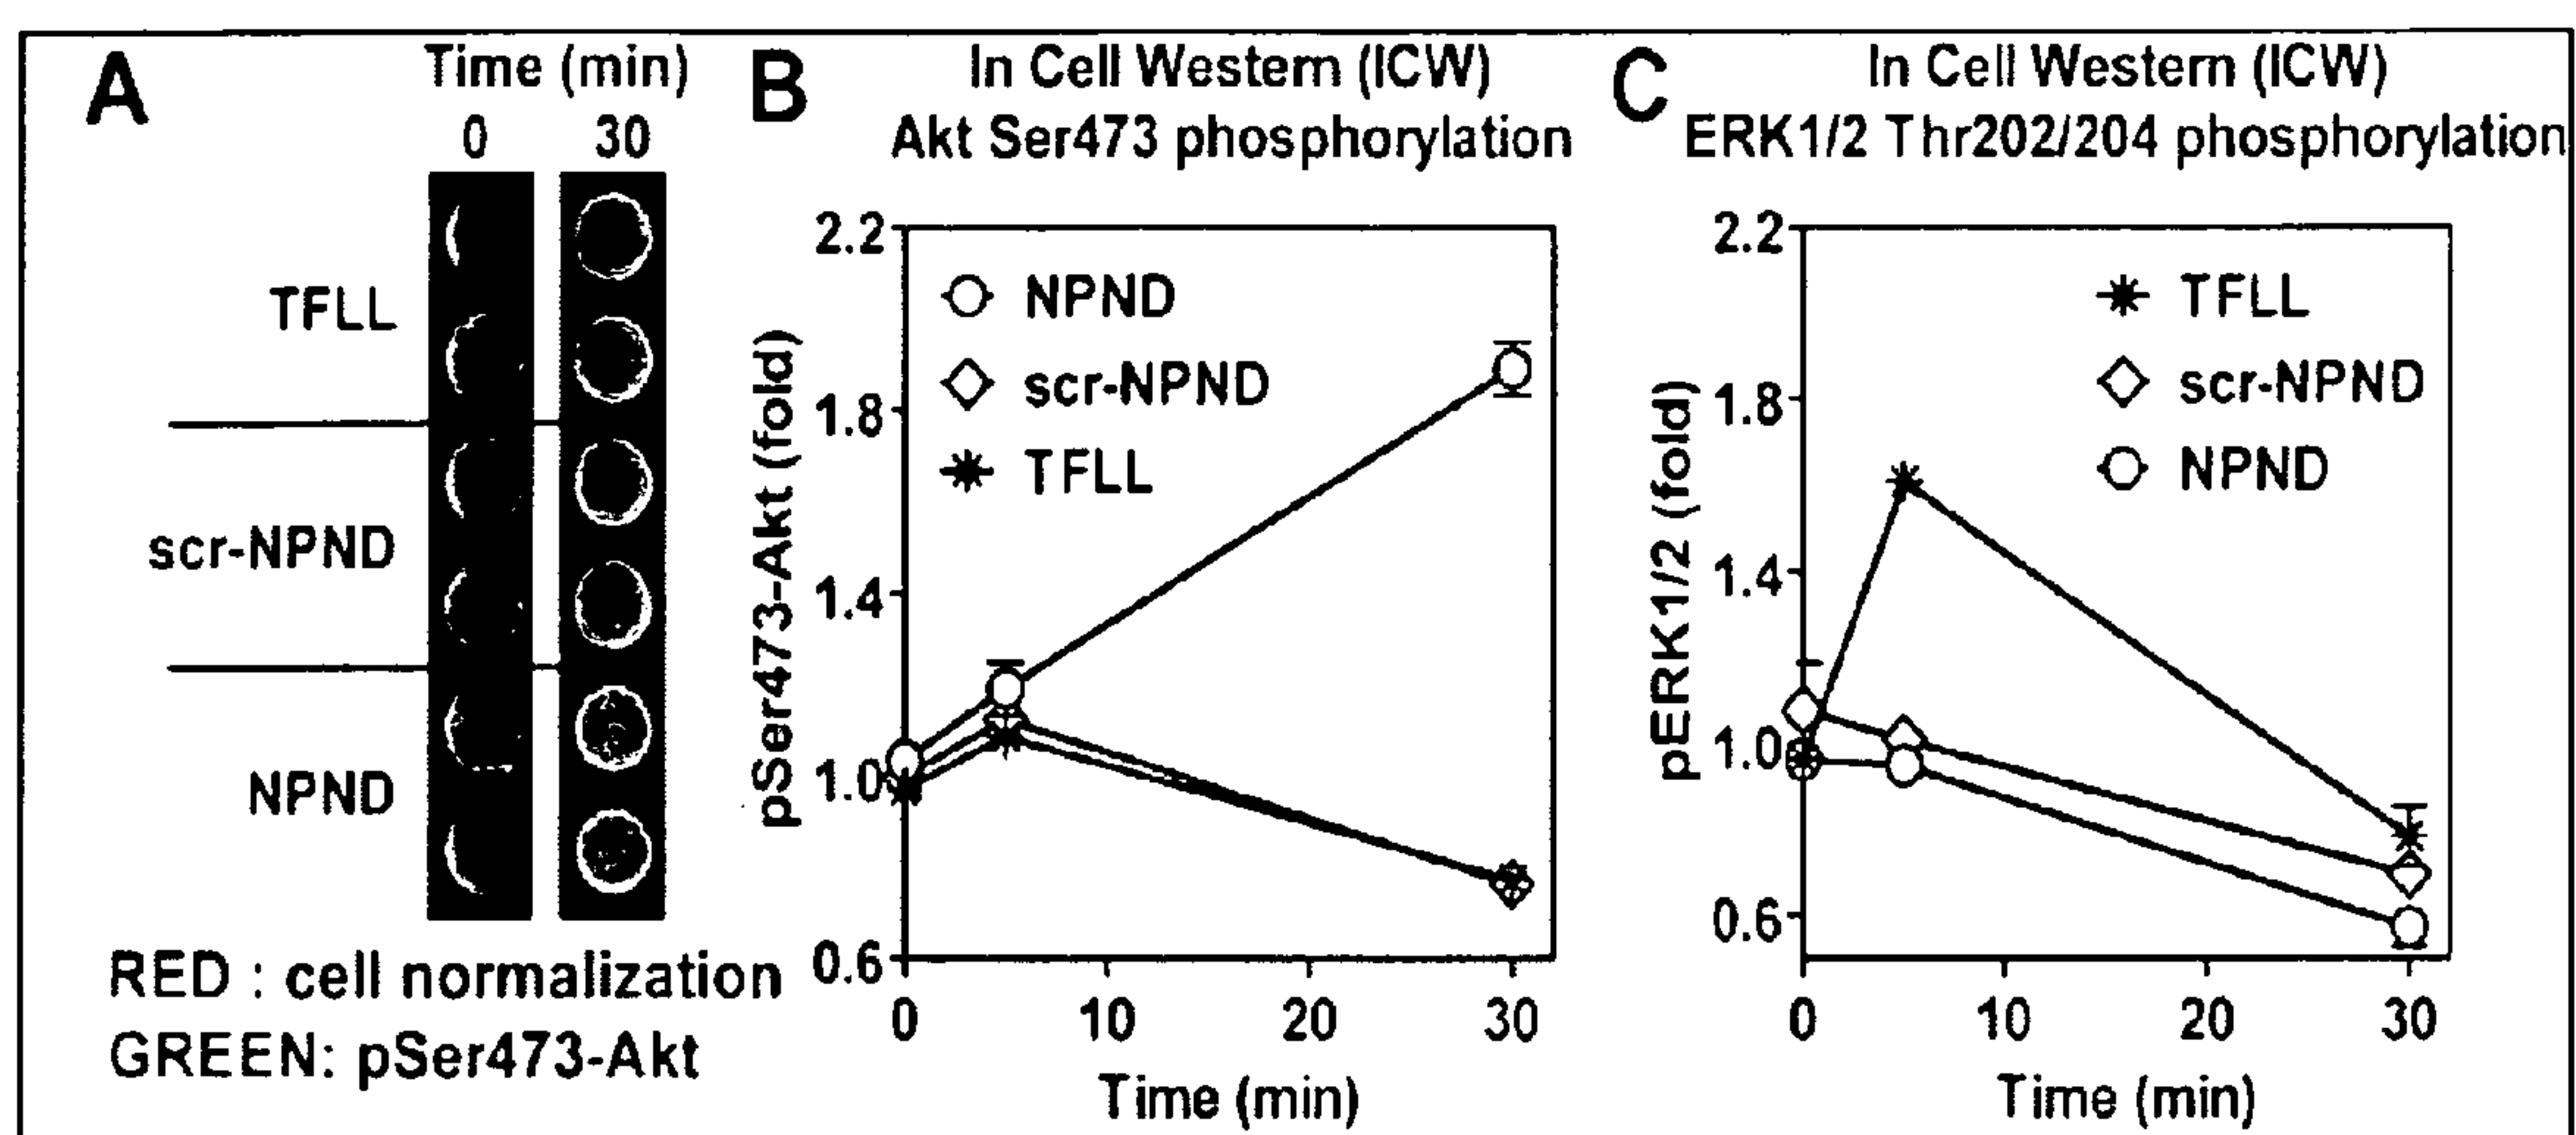 A
Time (min)
0 30
TFLL
scr-NPND
NPND
RED : cell normalization
GREEN: pSer473-Akt
B
In Cell Western (ICW)
Akt Ser473 phosphorylation
pSer473-Akt (fold)
2.2
1.8
1.4
1.0
0.6
NPND
scr-NPND
TFLL
0 10 20 30
Time (min)
C
In Cell Western (ICW)
ERK1/2 Thr202/204 phosphorylation
pERK1/2 (fold)
2.2
1.8
1.4
1.0
0.6
TFLL
scr-NPND
NPND
0 10 20 30
Time (min)